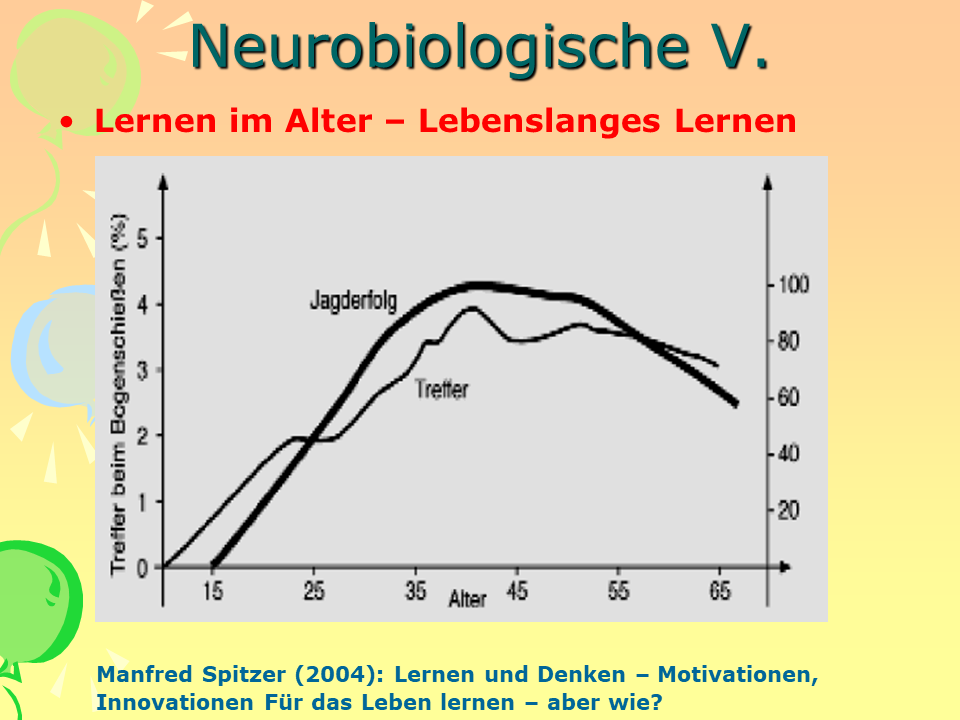 Neurobiologische V.
• Lernen im Alter – Lebenslanges Lernen
Treffer beim Bogenschießen (%)
5
4
3
2
1
0
Jagderfolg
Treffer
100
80
60
40
20
15 25 35 45 55 65
Alter
Manfred Spitzer (2004): Lernen und Denken – Motivationen,
Innovationen Für das Leben lernen – aber wie?